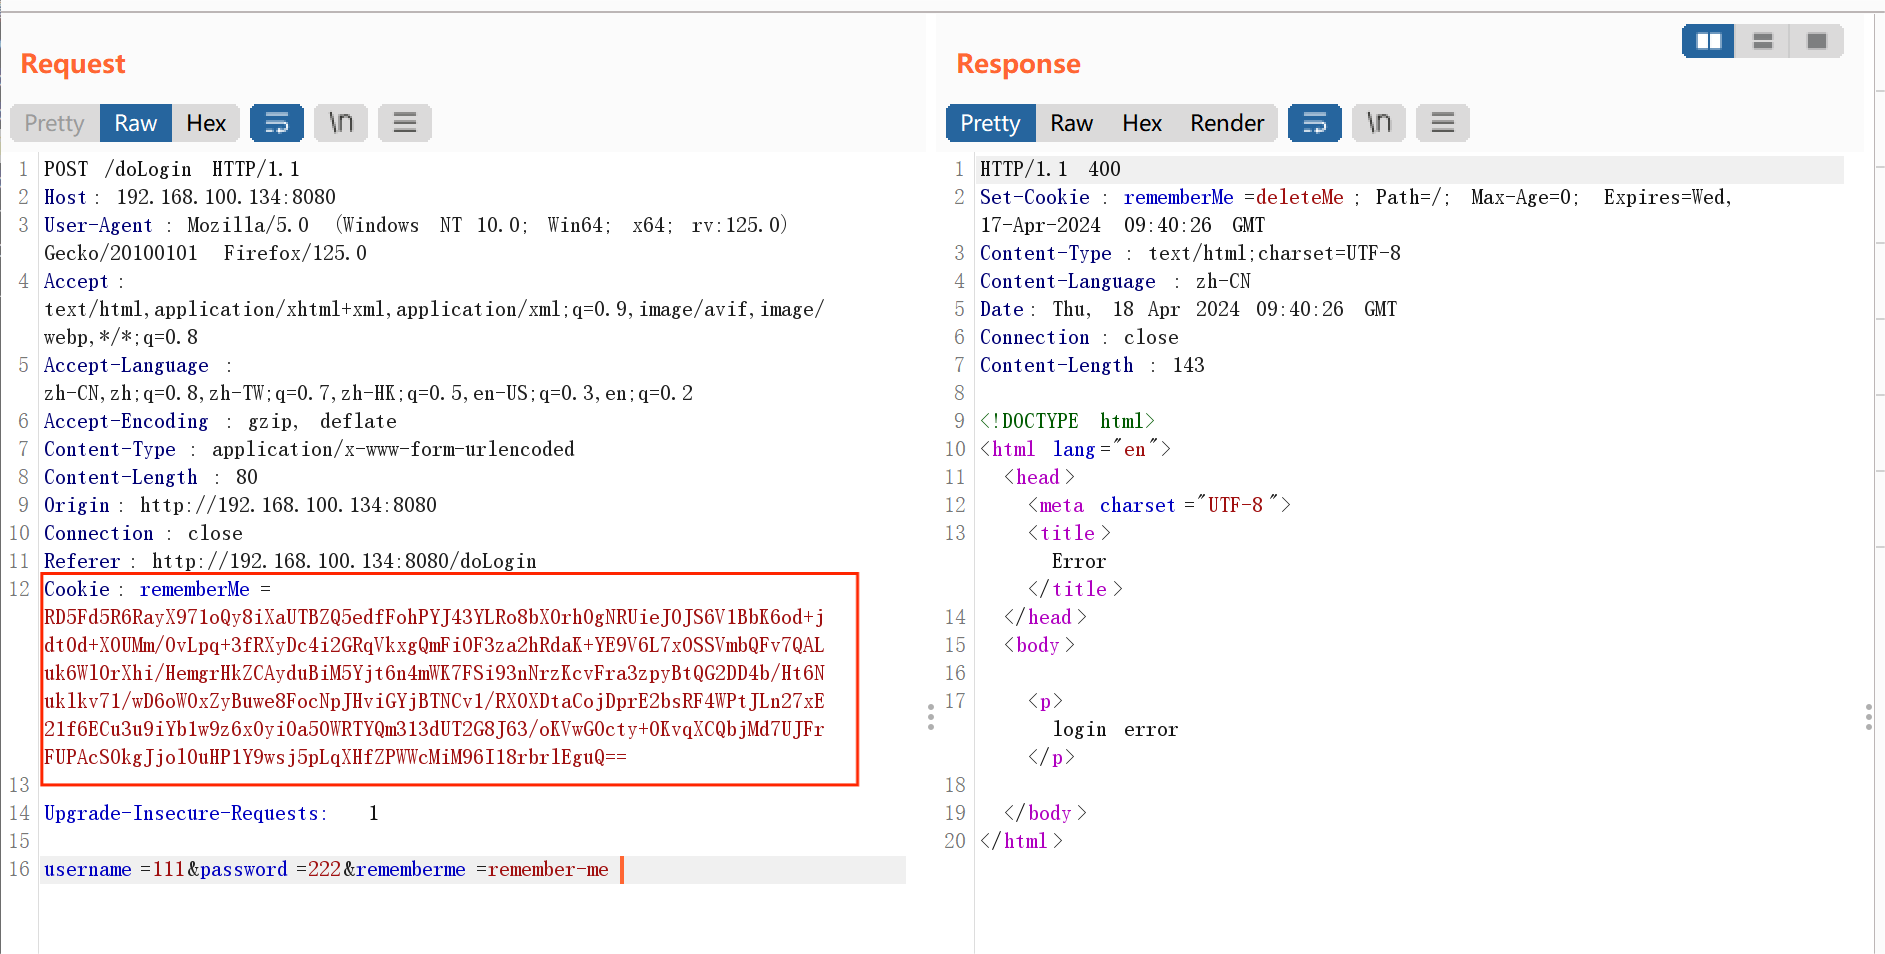 Request
Pretty Raw Hex \n
1 POST /doLogin HTTP/1.1
2 Host: 192.168.100.134:8080
3 User-Agent: Mozilla/5.0 (Windows NT 10.0; Win64; x64; rv:125.0)
Gecko/20100101 Firefox/125.0
4 Accept:
text/html,application/xhtml+xml,application/xml;q=0.9,image/avif,image/
webp,*/*;q=0.8
5 Accept-Language:
zh-CN,zh;q=0.8,zh-TW;q=0.7,zh-HK;q=0.5,en-US;q=0.3,en;q=0.2
6 Accept-Encoding: gzip, deflate
7 Content-Type: application/x-www-form-urlencoded
8 Content-Length: 80
9 Origin: http://192.168.100.134:8080
10 Connection: close
11 Referer: http://192.168.100.134:8080/doLogin
12 Cookie: rememberMe=
RD5Fd5R6RayX971oQy8iXaUTBZQ5edfFohPYJ43YLRo8bX0rh0gNRUieJ0JS6V1BbK6od+j
dt0d+X0UMm/0vLpq+3fRXyDc4i2GRqVkxgQmFi0F3za2hRdaK+YE9V6L7x0SSVmbQFv7QAL
uk6Wl0rXhi/HemgrHkZCAyduBiM5Yjt6n4mWK7FSi93nNrzKcvFra3zpyBtQG2DD4b/Ht6N
uklkv71/wD6oW0xZyBuwe8FocNpJHviGYjBTNCv1/RX0XDtaCojDprE2bsRF4WPtJLn27xE
21f6ECu3u9iYb1w9z6x0yi0a50WRTYQm313dUT2G8J63/oKVwG0cty+0KvqXCQbjMd7UJFr
FUPAcS0kgJjol0uHP1Y9wsj5pLqXHfZPWWcMiM96I18rbrlEguQ==
13
14 Upgrade-Insecure-Requests: 1
15
16 username=111&password=222&rememberme=remember-me
Response
Pretty Raw Hex Render \n
1 HTTP/1.1 400
2 Set-Cookie: rememberMe=deleteMe; Path=/; Max-Age=0; Expires=Wed,
17-Apr-2024 09:40:26 GMT
3 Content-Type: text/html;charset=UTF-8
4 Content-Language: zh-CN
5 Date: Thu, 18 Apr 2024 09:40:26 GMT
6 Connection: close
7 Content-Length: 143
8
9 <!DOCTYPE html>
10 <html lang="en">
11 <head>
12 <meta charset="UTF-8">
13 <title>
Error
</title>
14 </head>
15 <body>
16
17 <p>
login error
</p>
18
19 </body>
20 </html>